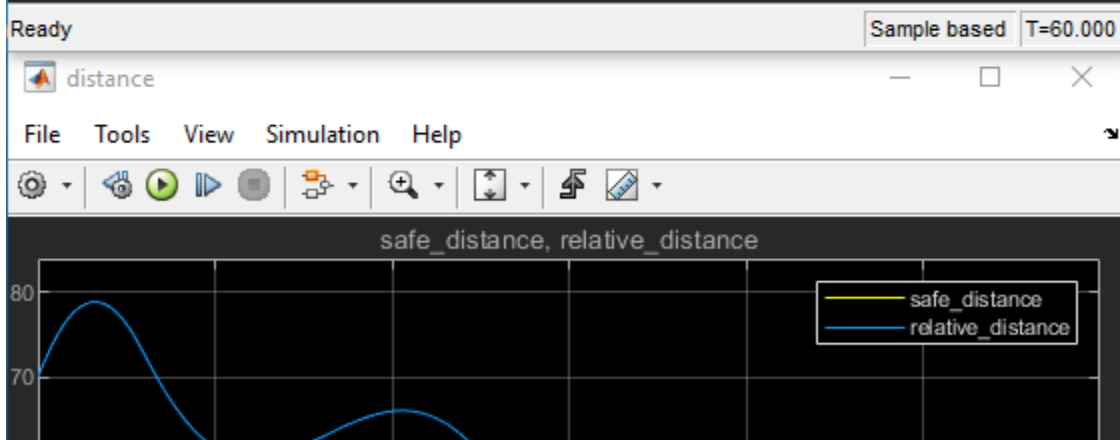 Ready Sample based T=60.000
distance
File Tools View Simulation Help
safe_distance, relative_distance
80
safe_distance
relative_distance
70